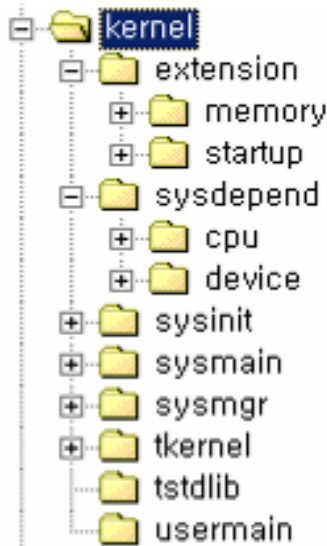 kernel
extension
memory
startup
sysdepend
cpu
device
sysinit
sysmain
sysmgr
tkernel
tstdlib
usermain